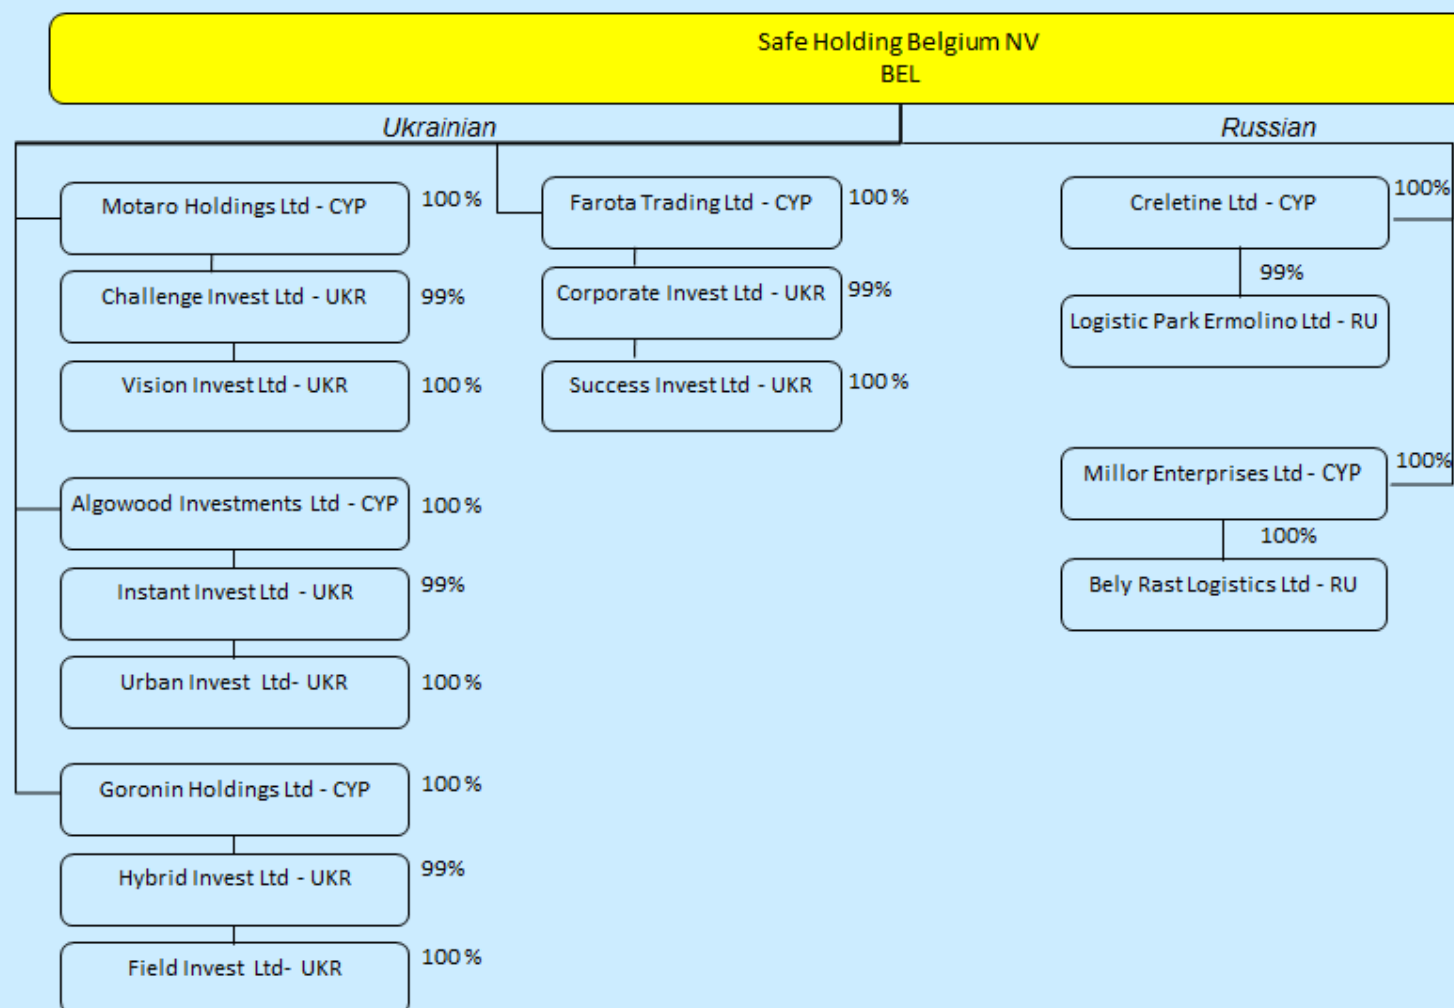 Safe Holding Belgium NV
BEL
Ukrainian
Russian
Motaro Holdings Ltd - CYP
100 %
Challenge Invest Ltd - UKR
99%
Vision Invest Ltd - UKR
100 %
Algowood Investments Ltd - CYP
100 %
Instant Invest Ltd - UKR
99%
Urban Invest Ltd- UKR
100 %
Goronin Holdings Ltd - CYP
100 %
Hybrid Invest Ltd - UKR
99%
Field Invest Ltd- UKR
100 %
Farota Trading Ltd - CYP
100 %
Corporate Invest Ltd - UKR
99%
Success Invest Ltd - UKR
100 %
Creletine Ltd - CYP
100%
99%
Logistic Park Ermolino Ltd - RU
Millor Enterprises Ltd - CYP
100%
100%
Bely Rast Logistics Ltd - RU